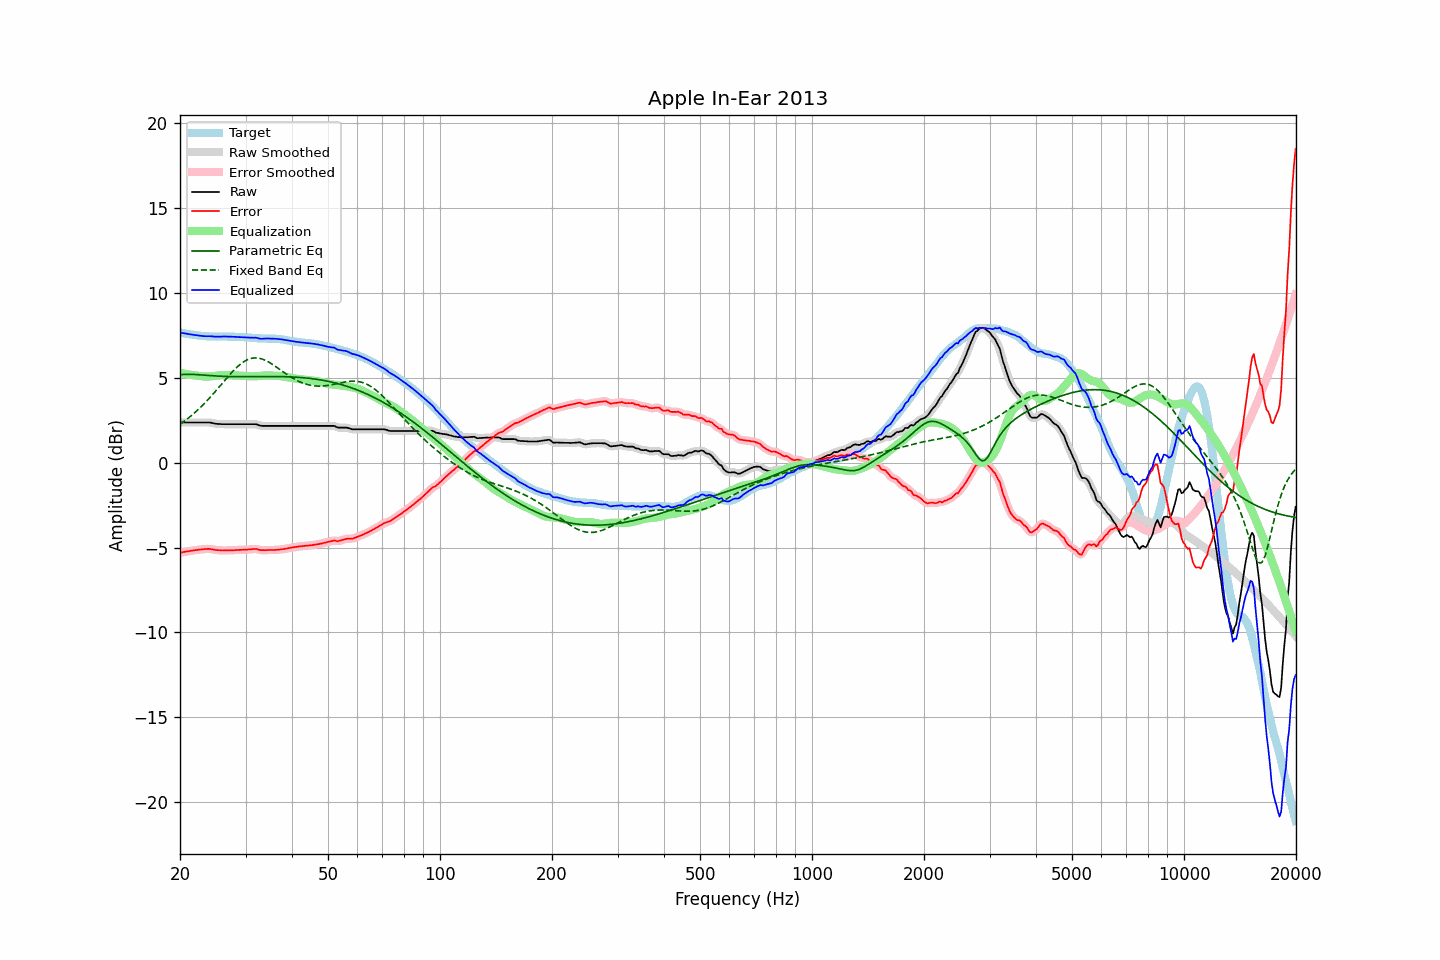 Apple In-Ear 2013
20
15
10
5
0
−5
−10
−15
−20
Amplitude (dBr)
Target
Raw Smoothed
Error Smoothed
Raw
Error
Equalization
Parametric Eq
Fixed Band Eq
Equalized
20 50 100 200 500 1000 2000 5000 10000 20000
Frequency (Hz)